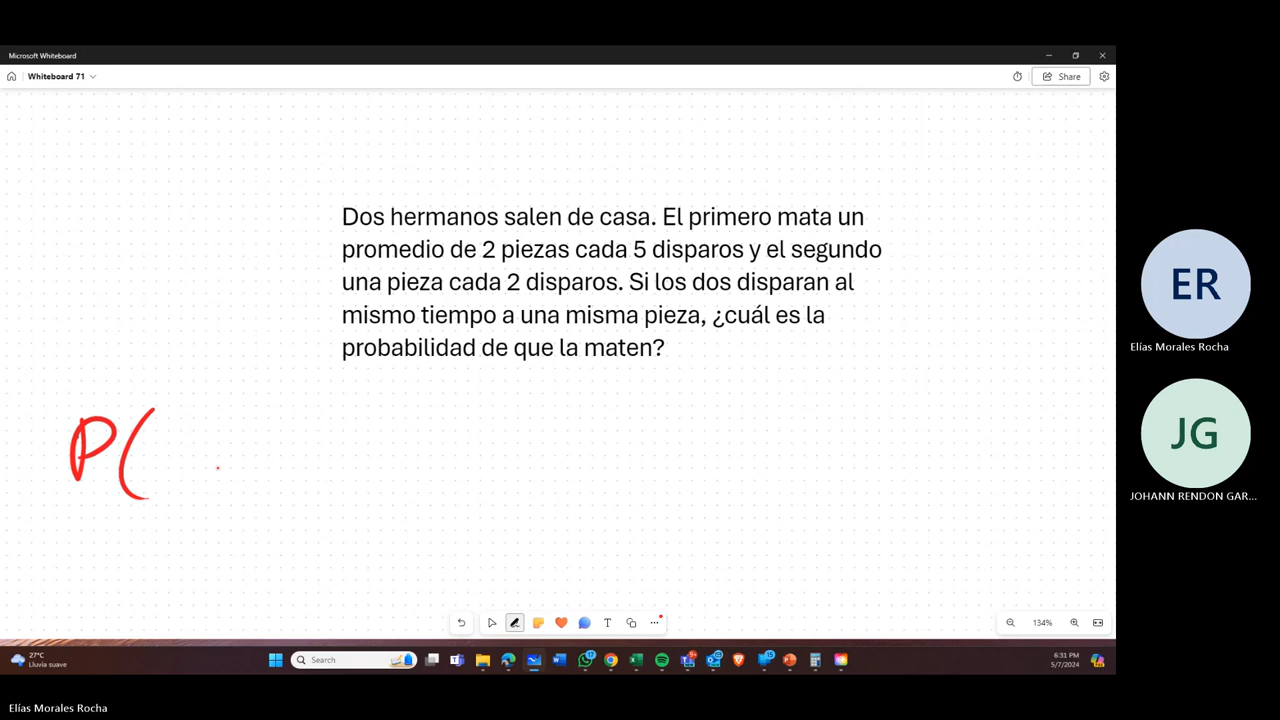 Microsoft Whiteboard
Whiteboard 71
Share
Dos hermanos salen de casa. El primero mata un
promedio de 2 piezas cada 5 disparos y el segundo
una pieza cada 2 disparos. Si los dos disparan al
mismo tiempo a una misma pieza, ¿cuál es la
probabilidad de que la maten?
P(
ER
Elías Morales Rocha
JG
JOHANN RENDON GAR...
134%
27°C
Lluvia suave
Search
6:31 PM
5/7/2024
Elías Morales Rocha